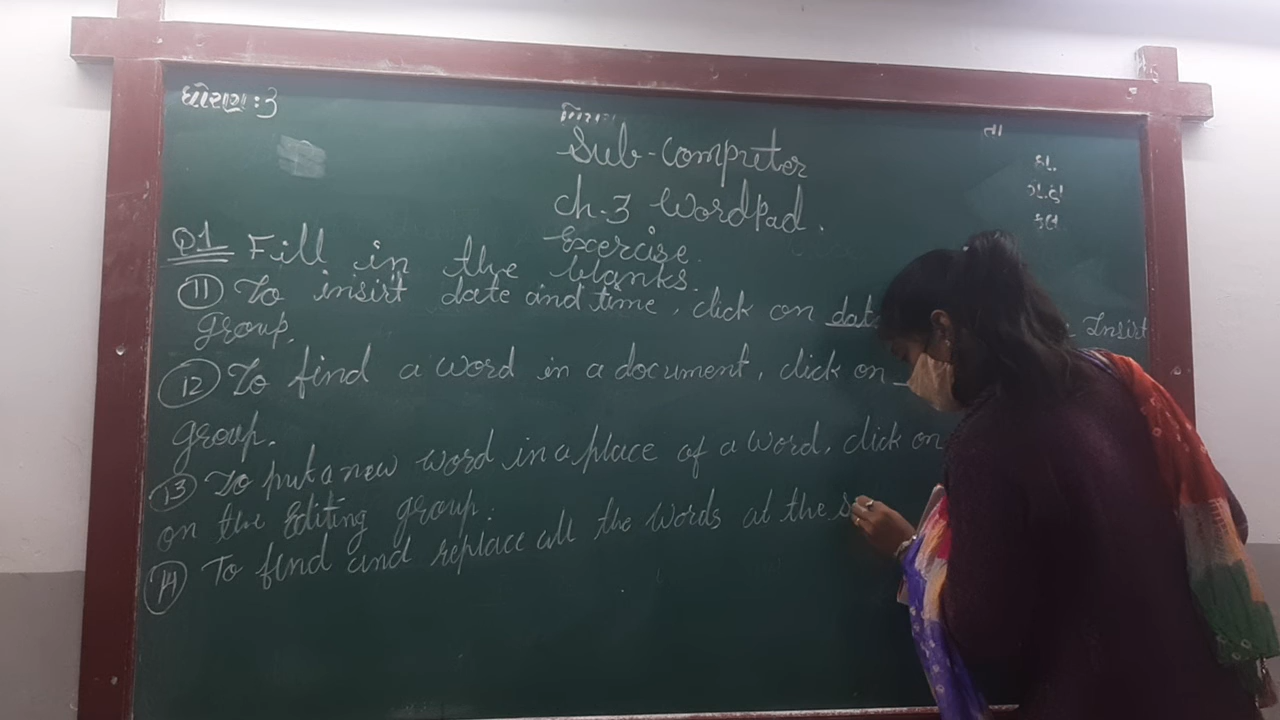 ધોરણ : 3
તા
Sub-Computer
હા.
ch-3 Wordpad.
ગે.હા
કુલ
Exercise.
Q1 Fill in the blanks.
11 To insirt date and time, click on dat Insirt
group.
12 To find a word in a document, click on
group.
13 To put a new word in a place of a word, click on
on the Editing group.
14 To find and replace all the words at the s